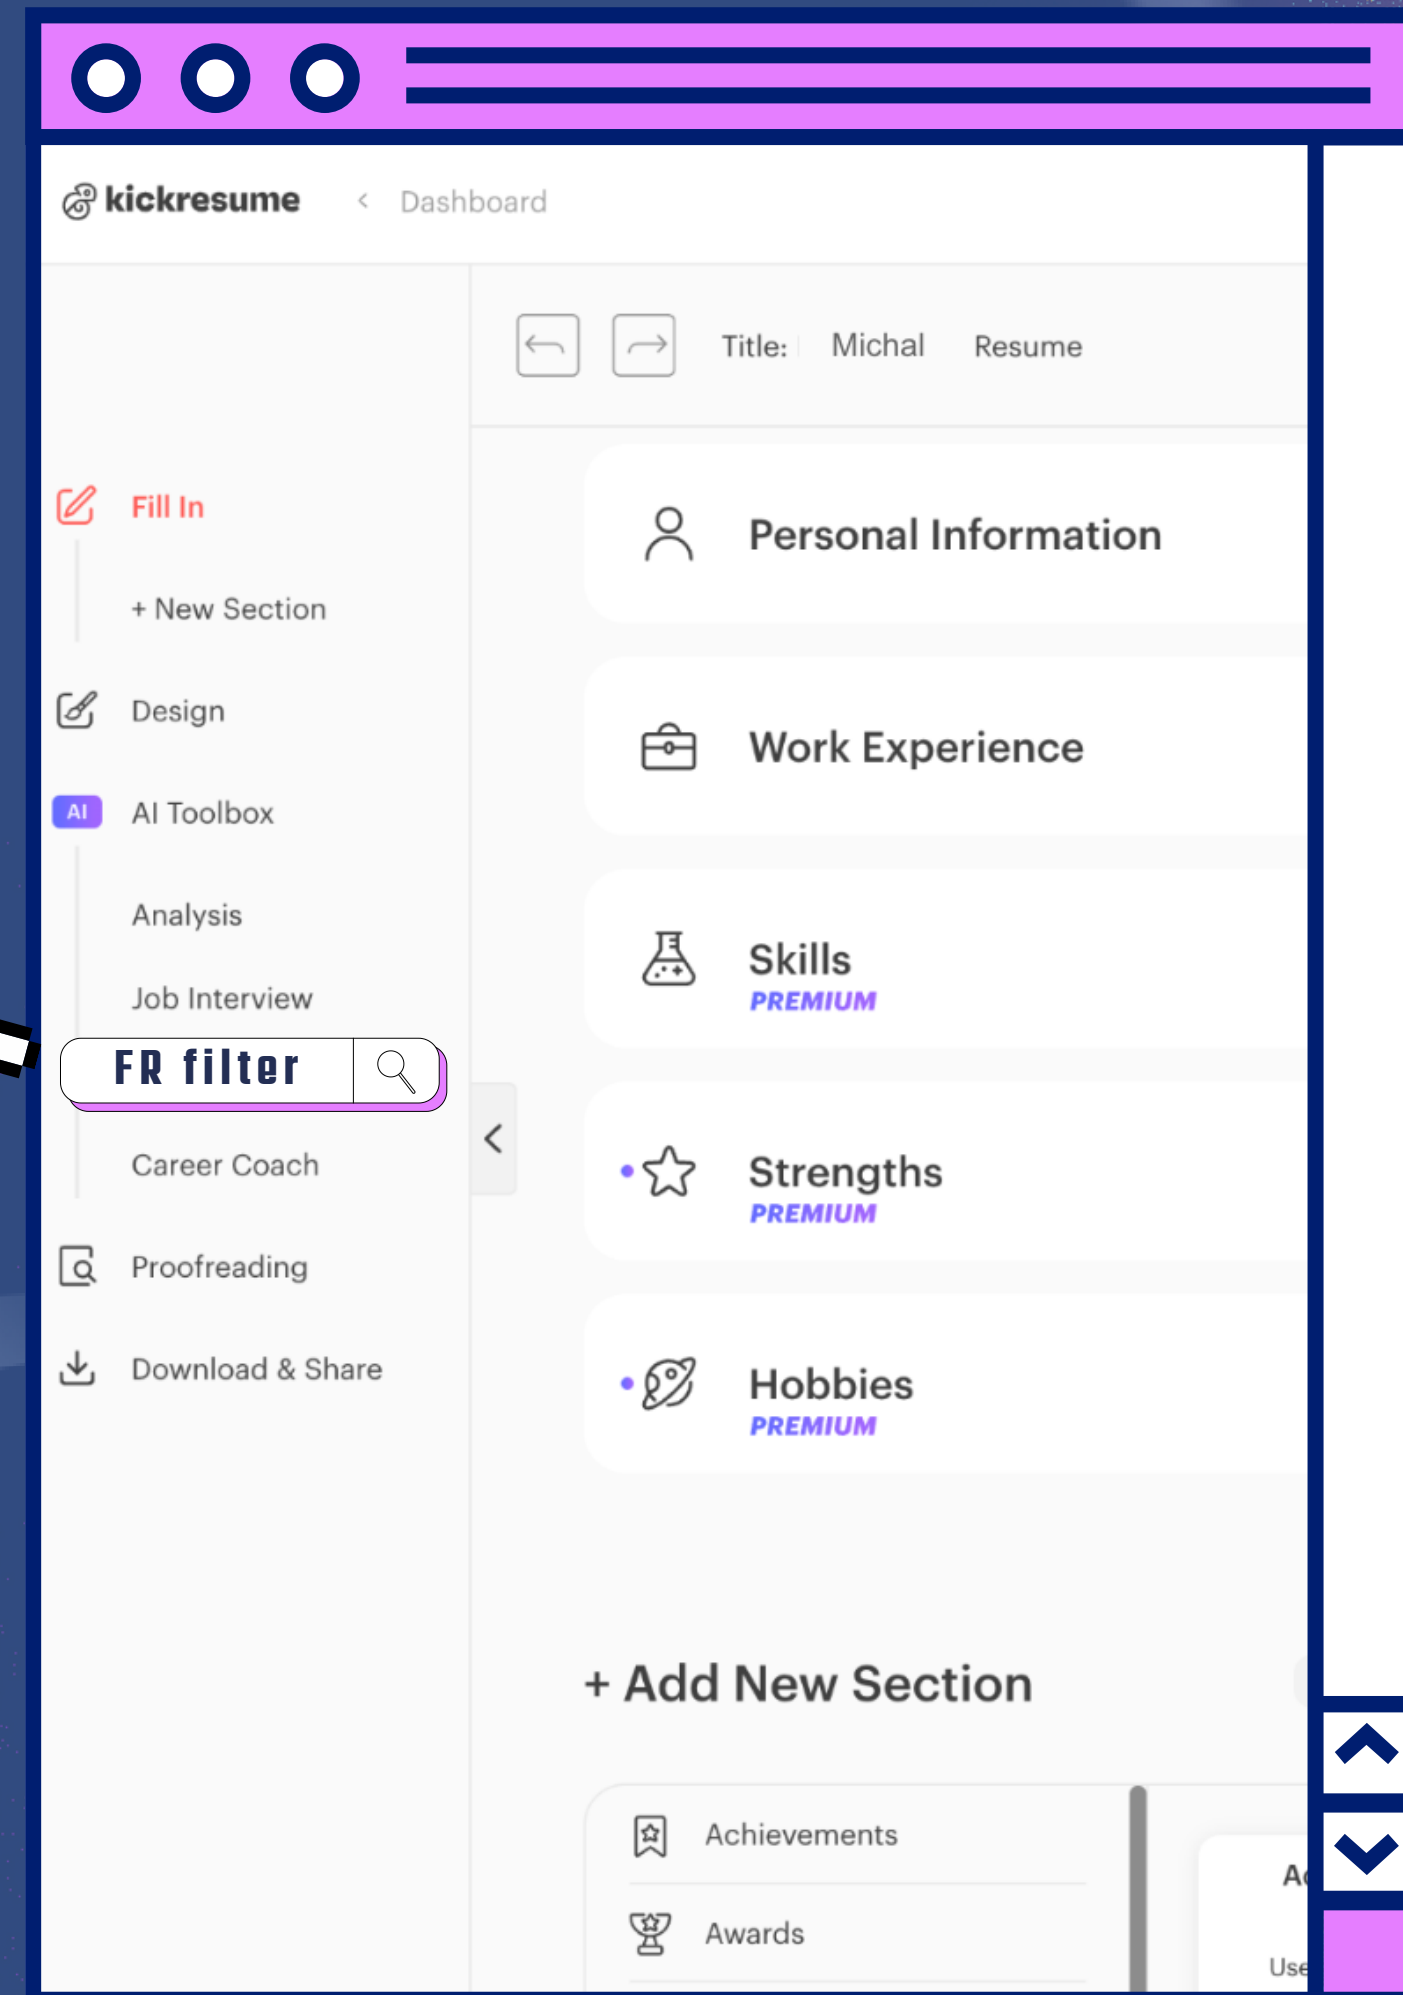 kickresume < Dashboard
Title: Michal Resume
Fill In
+ New Section
Design
AI AI Toolbox
Analysis
Job Interview
FR filter
Career Coach
Proofreading
Download & Share
Personal Information
Work Experience
Skills
PREMIUM
Strengths
PREMIUM
Hobbies
PREMIUM
+ Add New Section
Achievements
Awards